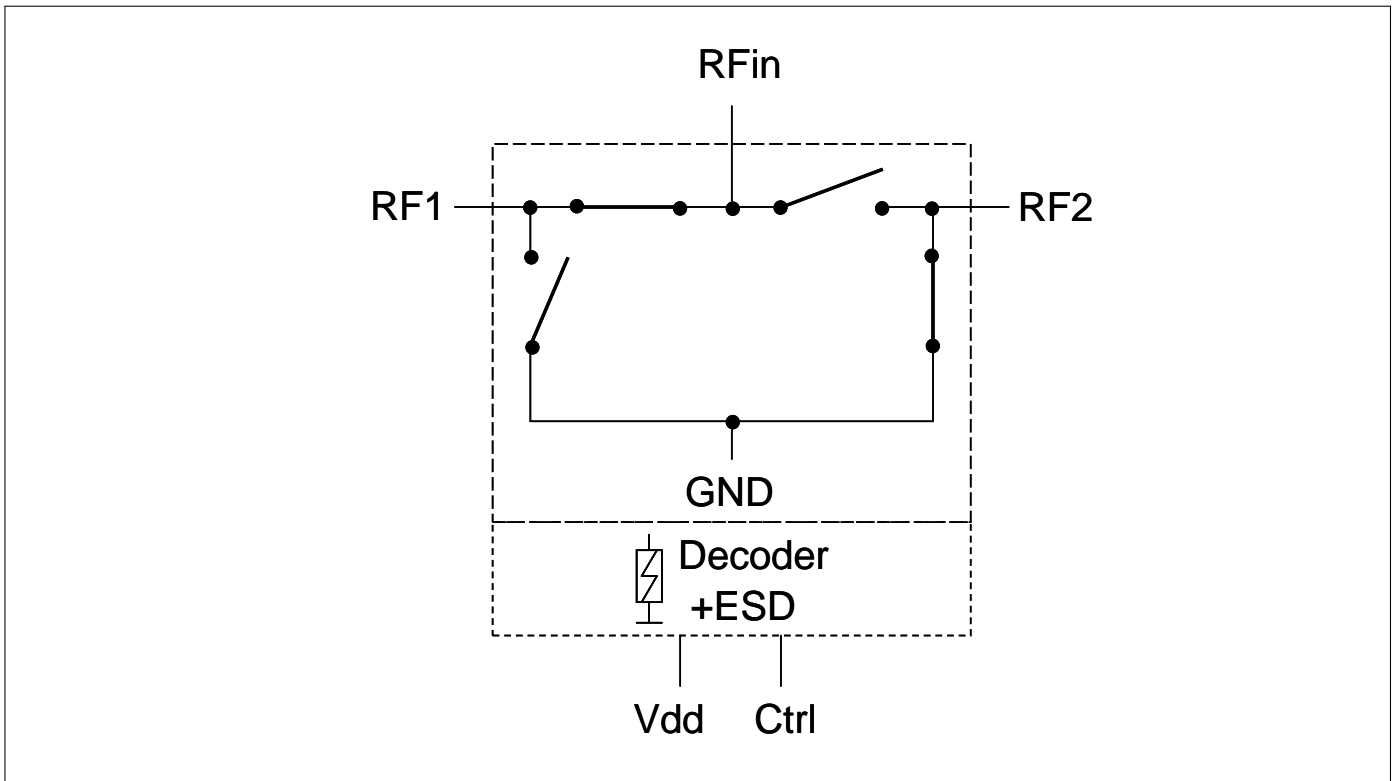 RFin
RF1
RF2
GND
Decoder
+ESD
Vdd
Ctrl